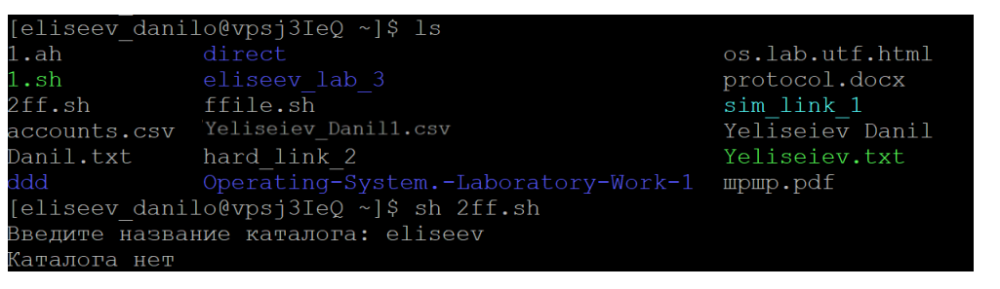 [eliseev_danilo@vpsj3IeQ ~]$ ls
1.ah direct os.lab.utf.html
1.sh eliseev_lab_3 protocol.docx
2ff.sh ffile.sh sim_link_1
accounts.csv Yeliseiev_Danil1.csv Yeliseiev Danil
Danil.txt hard_link_2 Yeliseiev.txt
ddd Operating-System.-Laboratory-Work-1 шршр.pdf
[eliseev_danilo@vpsj3IeQ ~]$ sh 2ff.sh
Введите название каталога: eliseev
Каталога нет